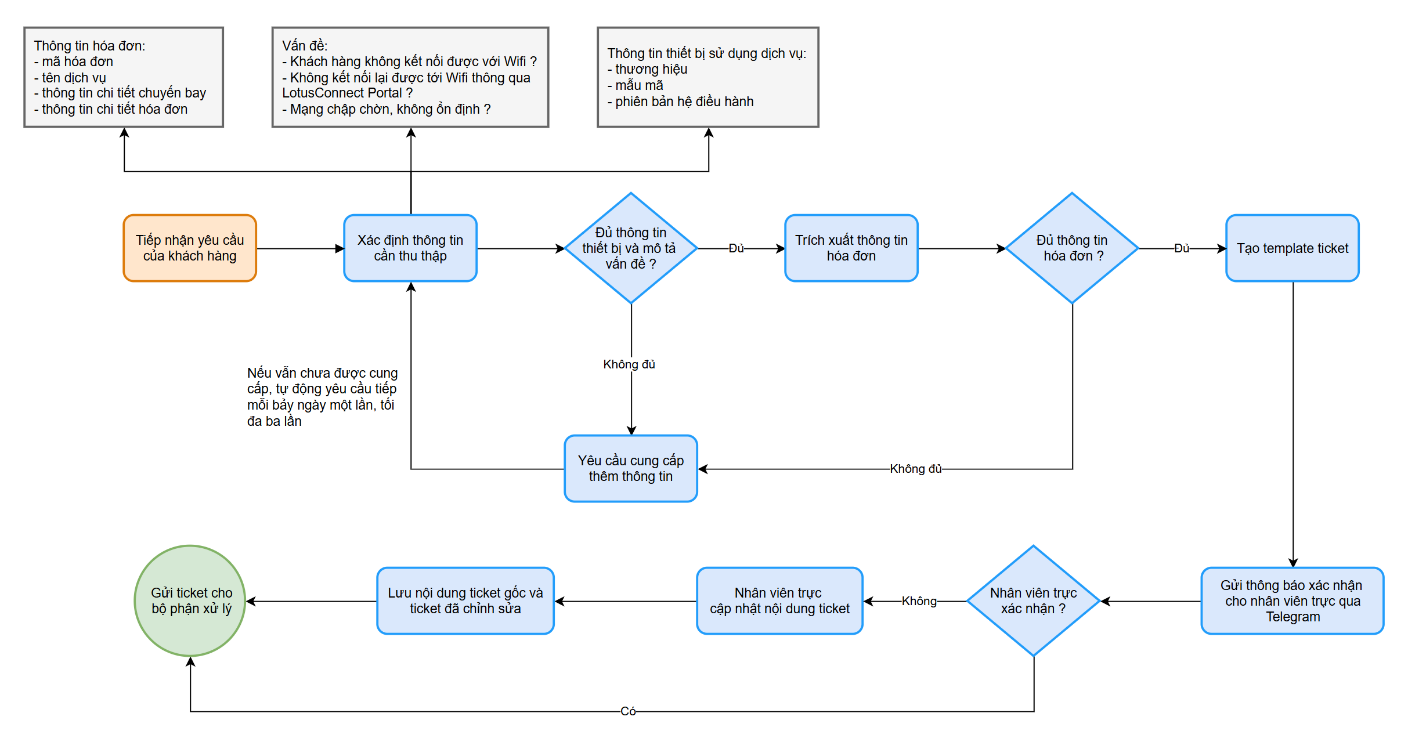 Thông tin hóa đơn:
- mã hóa đơn
- tên dịch vụ
- thông tin chi tiết chuyến bay
- thông tin chi tiết hóa đơn
Vấn đề:
- Khách hàng không kết nối được với Wifi ?
- Không kết nối lại được tới Wifi thông qua
LotusConnect Portal ?
- Mạng chập chờn, không ổn định ?
Thông tin thiết bị sử dụng dịch vụ:
- thương hiệu
- mẫu mã
- phiên bản hệ điều hành
Tiếp nhận yêu cầu
của khách hàng
Xác định thông tin
cần thu thập
Đủ thông tin
thiết bị và mô tả
vấn đề ?
Đủ
Trích xuất thông tin
hóa đơn
Đủ thông tin
hóa đơn ?
Đủ
Tạo template ticket
Không đủ
Nếu vẫn chưa được cung
cấp, tự động yêu cầu tiếp
mỗi bảy ngày một lần, tối
đa ba lần
Yêu cầu cung cấp
thêm thông tin
Không đủ
Gửi ticket cho
bộ phận xử lý
Lưu nội dung ticket gốc và
ticket đã chỉnh sửa
Nhân viên trực
cập nhật nội dung ticket
Không
Nhân viên trực
xác nhận ?
Gửi thông báo xác nhận
cho nhân viên trực qua
Telegram
Có